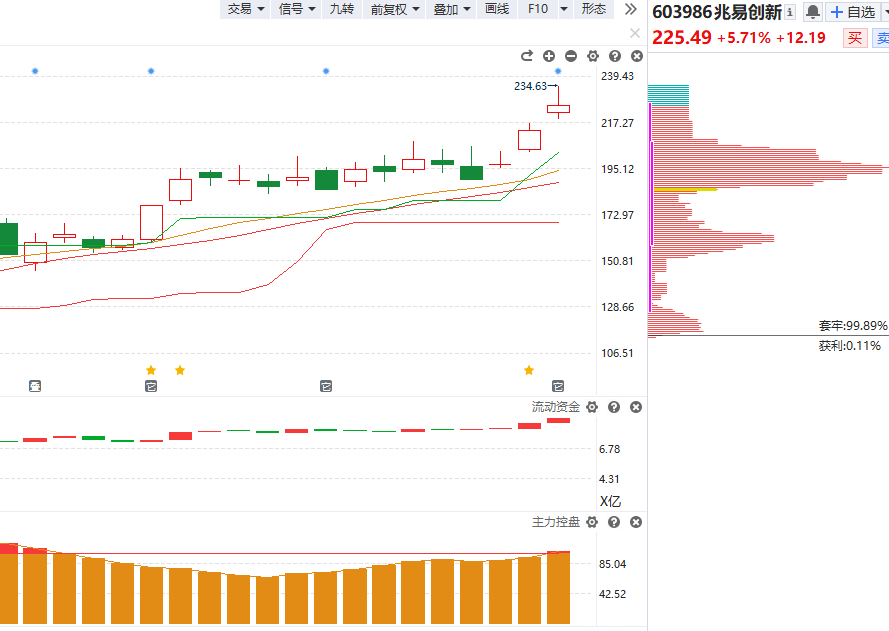 交易 信号 九转 前复权 叠加 画线 F10 形态
603986兆易创新 自选
225.49 +5.71% +12.19 买 卖
239.43
234.63
217.27
195.12
172.97
150.81
128.66
106.51
套牢:99.89%
获利:0.11%
它 它 它
流动资金
6.78
4.31
X亿
主力控盘
85.04
42.52